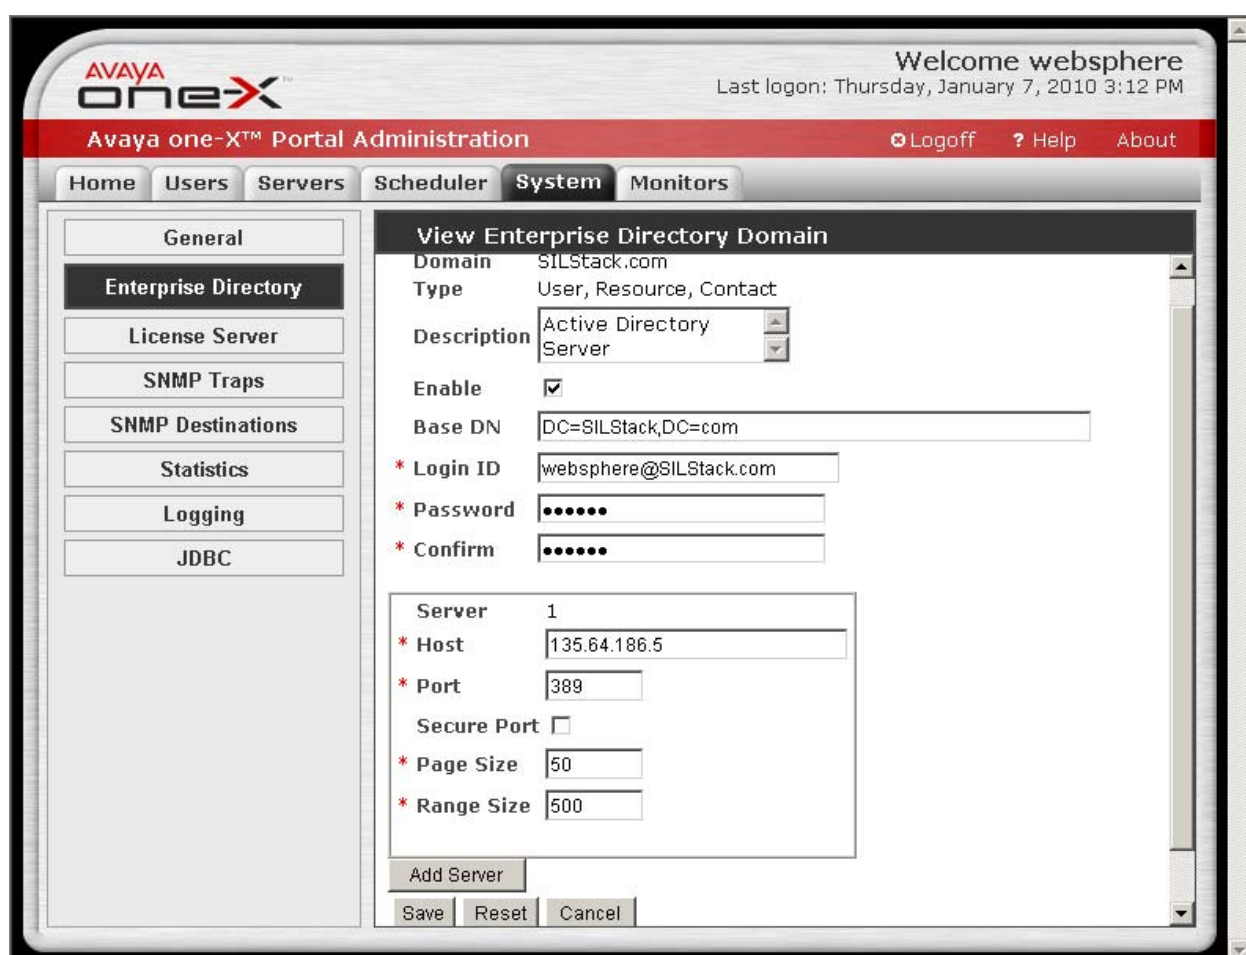 AVAYA
one-X™
Welcome websphere
Last logon: Thursday, January 7, 2010 3:12 PM
Avaya one-X™ Portal Administration
Logoff ? Help About
Home Users Servers Scheduler System Monitors
General
Enterprise Directory
License Server
SNMP Traps
SNMP Destinations
Statistics
Logging
JDBC
View Enterprise Directory Domain
Domain SILStack.com
Type User, Resource, Contact
Description Active Directory
Server
Enable
Base DN DC=SILStack,DC=com
* Login ID websphere@SILStack.com
* Password ••••••
* Confirm ••••••
Server 1
* Host 135.64.186.5
* Port 389
Secure Port
* Page Size 50
* Range Size 500
Add Server
Save Reset Cancel